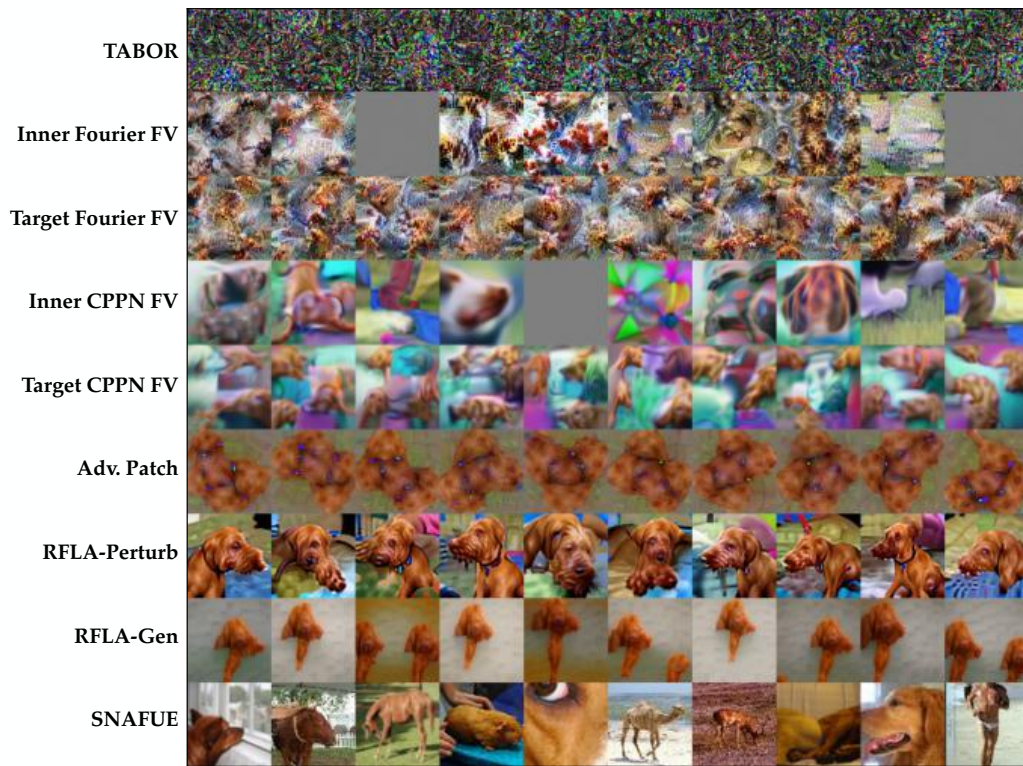 TABOR
Inner Fourier FV
Target Fourier FV
Inner CPPN FV
Target CPPN FV
Adv. Patch
RFLA-Perturb
RFLA-Gen
SNAFUE